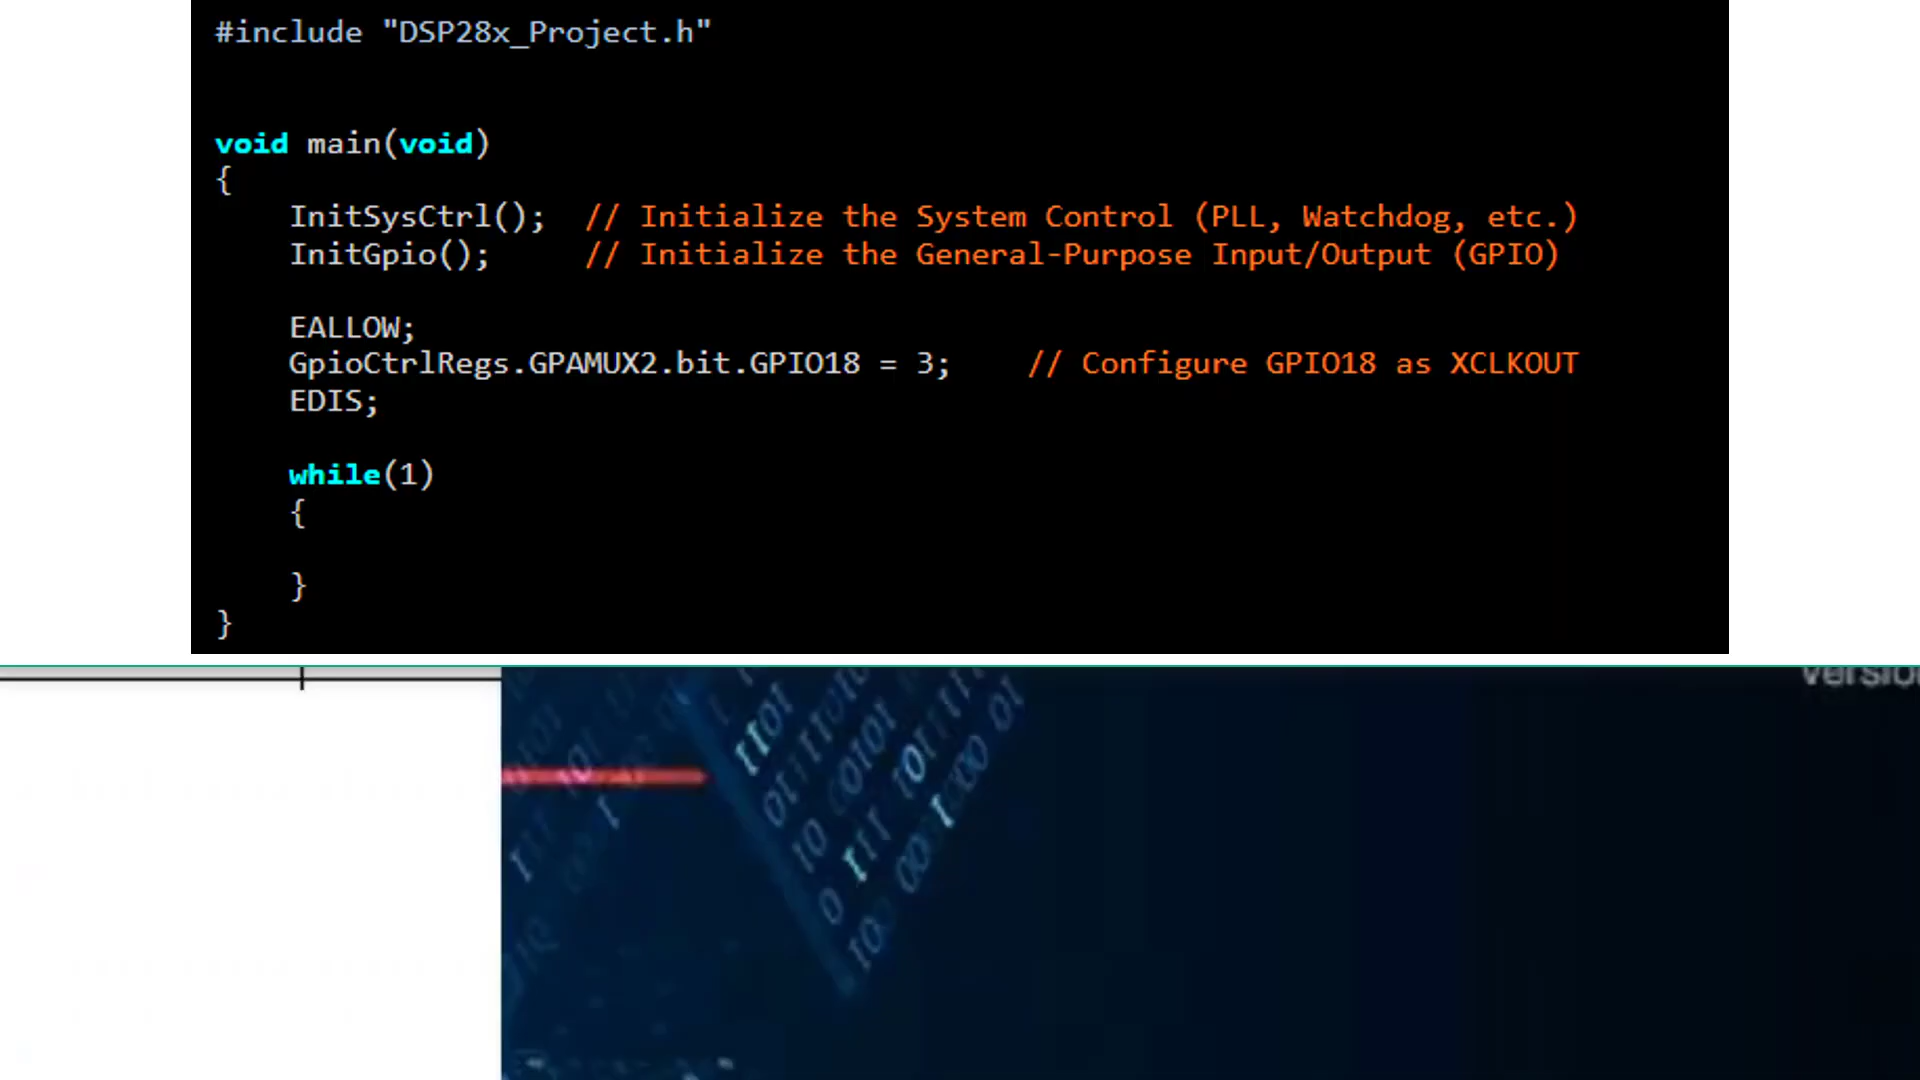 #include "DSP28x_Project.h"
void main(void)
{
InitSysCtrl(); // Initialize the System Control (PLL, Watchdog, etc.)
InitGpio(); // Initialize the General-Purpose Input/Output (GPIO)
EALLOW;
GpioCtrlRegs.GPAMUX2.bit.GPIO18 = 3; // Configure GPIO18 as XCLKOUT
EDIS;
while(1)
{
}
}